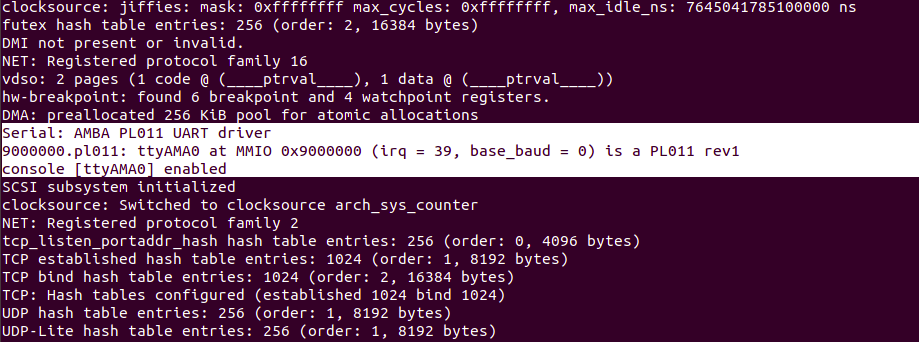 clocksource: jiffies: mask: 0xffffffff max_cycles: 0xffffffff, max_idle_ns: 7645041785100000 ns
futex hash table entries: 256 (order: 2, 16384 bytes)
DMI not present or invalid.
NET: Registered protocol family 16
vdso: 2 pages (1 code @ (____ptrval____), 1 data @ (____ptrval____))
hw-breakpoint: found 6 breakpoint and 4 watchpoint registers.
DMA: preallocated 256 KiB pool for atomic allocations
Serial: AMBA PL011 UART driver
9000000.pl011: ttyAMA0 at MMIO 0x9000000 (irq = 39, base_baud = 0) is a PL011 rev1
console [ttyAMA0] enabled
SCSI subsystem initialized
clocksource: Switched to clocksource arch_sys_counter
NET: Registered protocol family 2
tcp_listen_portaddr_hash hash table entries: 256 (order: 0, 4096 bytes)
TCP established hash table entries: 1024 (order: 1, 8192 bytes)
TCP bind hash table entries: 1024 (order: 2, 16384 bytes)
TCP: Hash tables configured (established 1024 bind 1024)
UDP hash table entries: 256 (order: 1, 8192 bytes)
UDP-Lite hash table entries: 256 (order: 1, 8192 bytes)